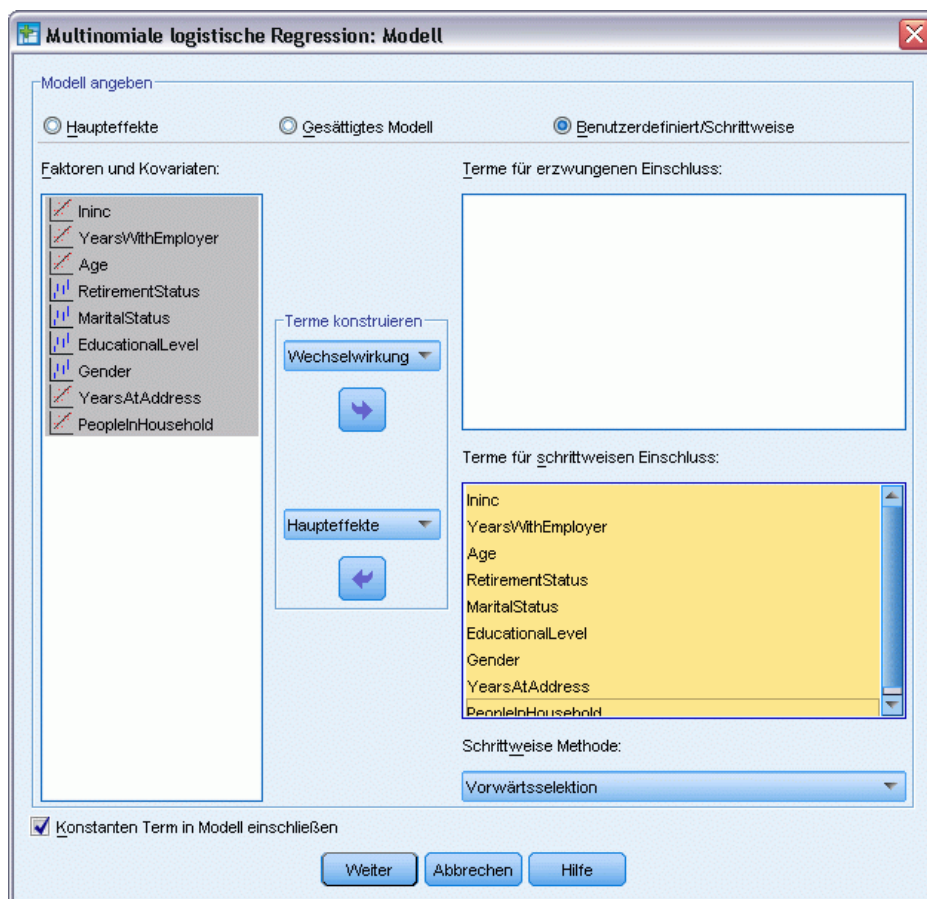 Multinomiale logistische Regression: Modell
Modell angeben
Haupteffekte
Gesättigtes Modell
Benutzerdefiniert/Schrittweise
Faktoren und Kovariaten:
Ininc
YearsWithEmployer
Age
RetirementStatus
MaritalStatus
EducationalLevel
Gender
YearsAtAddress
PeopleInHousehold
Terme konstruieren
Wechselwirkung
Haupteffekte
Terme für erzwungenen Einschluss:
Terme für schrittweisen Einschluss:
Ininc
YearsWithEmployer
Age
RetirementStatus
MaritalStatus
EducationalLevel
Gender
YearsAtAddress
PeopleInHousehold
Schrittweise Methode:
Vorwärtsselektion
Konstanten Term in Modell einschließen
Weiter
Abbrechen
Hilfe